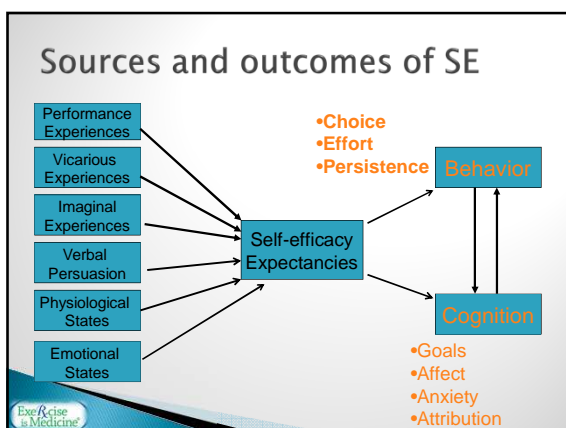 Sources and outcomes of SE
Performance
Experiences
Vicarious
Experiences
Imaginal
Experiences
Verbal
Persuasion
Physiological
States
Emotional
States
Self-efficacy
Expectancies
•Choice
•Effort
•Persistence
Behavior
Cognition
•Goals
•Affect
•Anxiety
•Attribution
ExeRcise
is Medicine®